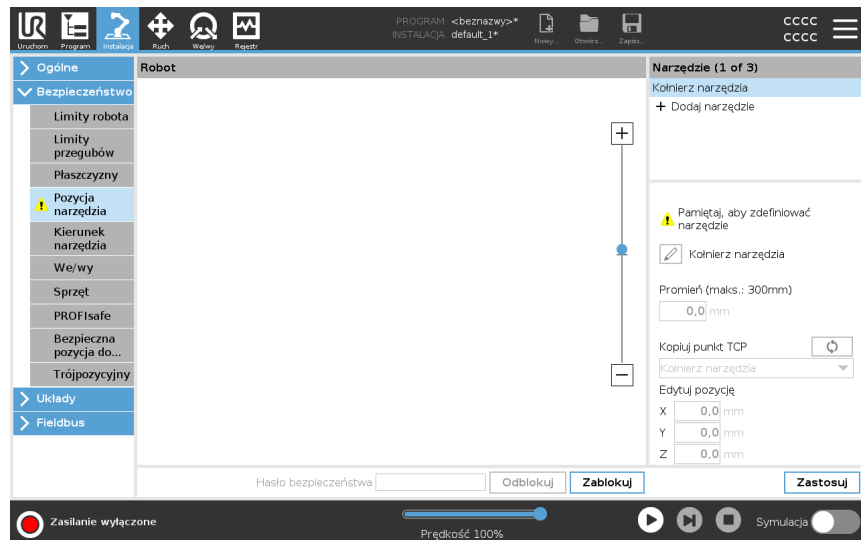 PROGRAM <beznazwy>*
INSTALACJA default_1*
Uruchom
Program
Instalacja
Ruch
We/wy
Rejestr
Nowy...
Otwórz...
Zapisz...
cccc
cccc
Ogólne
Bezpieczeństwo
Limity robota
Limity
przegubów
Płaszczyzny
Pozycja
narzędzia
Kierunek
narzędzia
We/wy
Sprzęt
PROFIsafe
Bezpieczna
pozycja do...
Trójpozycyjny
Układy
Fieldbus
Robot
Narzędzie (1 of 3)
Kołnierz narzędzia
+ Dodaj narzędzie
Pamiętaj, aby zdefiniować
narzędzie
Kołnierz narzędzia
Promień (maks.: 300mm)
0,0 mm
Kopiuj punkt TCP
Kołnierz narzędzia
Edytuj pozycję
X 0,0 mm
Y 0,0 mm
Z 0,0 mm
Hasło bezpieczeństwa
Odblokuj
Zablokuj
Zastosuj
Zasilanie wyłączone
Prędkość 100%
Symulacja